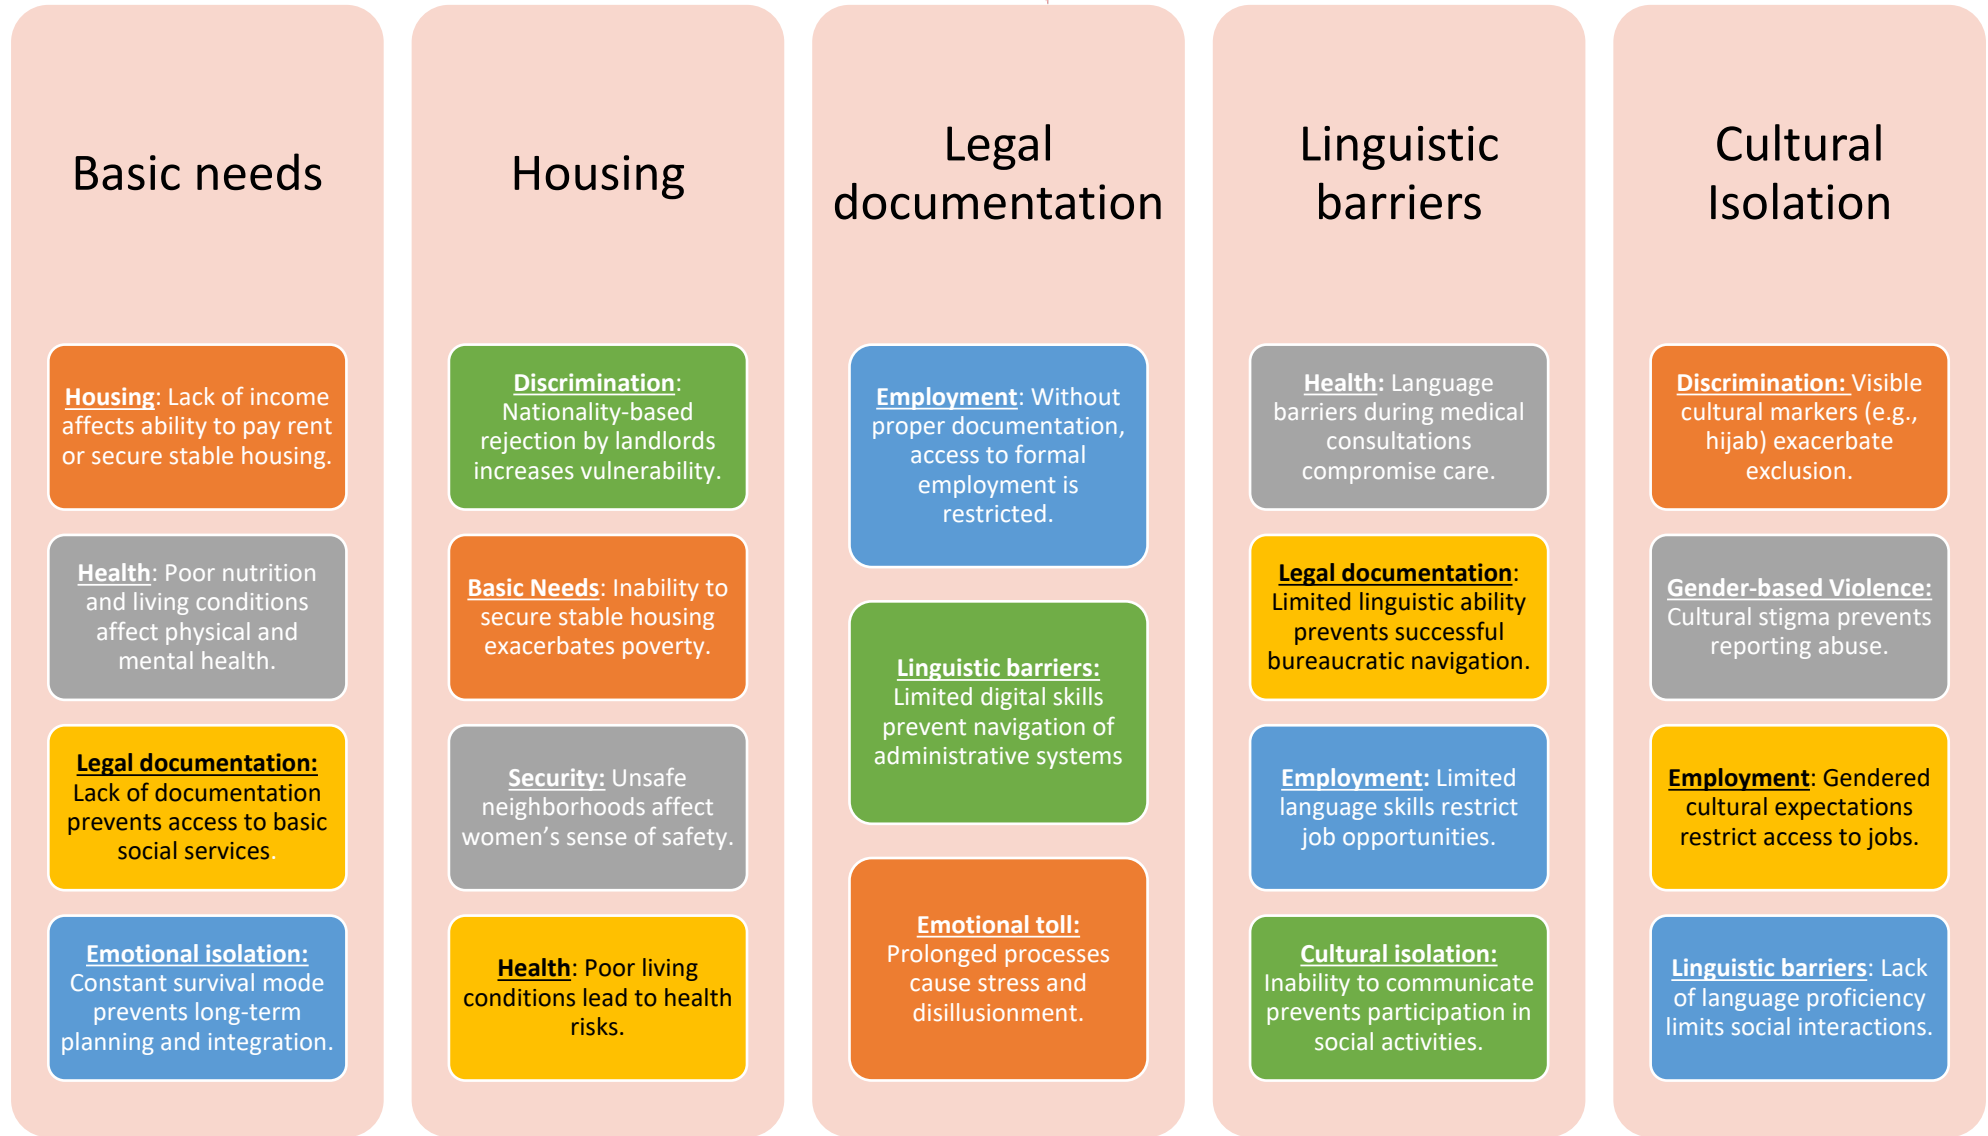 Basic needs
Housing: Lack of income
affects ability to pay rent
or secure stable housing.
Health: Poor nutrition
and living conditions
affect physical and
mental health.
Legal documentation:
Lack of documentation
prevents access to basic
social services.
Emotional isolation:
Constant survival mode
prevents long-term
planning and integration.
Housing
Discrimination:
Nationality-based
rejection by landlords
increases vulnerability.
Basic Needs: Inability to
secure stable housing
exacerbates poverty.
Security: Unsafe
neighborhoods affect
women’s sense of safety.
Health: Poor living
conditions lead to health
risks.
Legal
documentation
Employment: Without
proper documentation,
access to formal
employment is
restricted.
Linguistic barriers:
Limited digital skills
prevent navigation of
administrative systems
Emotional toll:
Prolonged processes
cause stress and
disillusionment.
Linguistic
barriers
Health: Language
barriers during medical
consultations
compromise care.
Legal documentation:
Limited linguistic ability
prevents successful
bureaucratic navigation.
Employment: Limited
language skills restrict
job opportunities.
Cultural isolation:
Inability to communicate
prevents participation in
social activities.
Cultural
Isolation
Discrimination: Visible
cultural markers (e.g.,
hijab) exacerbate
exclusion.
Gender-based Violence:
Cultural stigma prevents
reporting abuse.
Employment: Gendered
cultural expectations
restrict access to jobs.
Linguistic barriers: Lack
of language proficiency
limits social interactions.